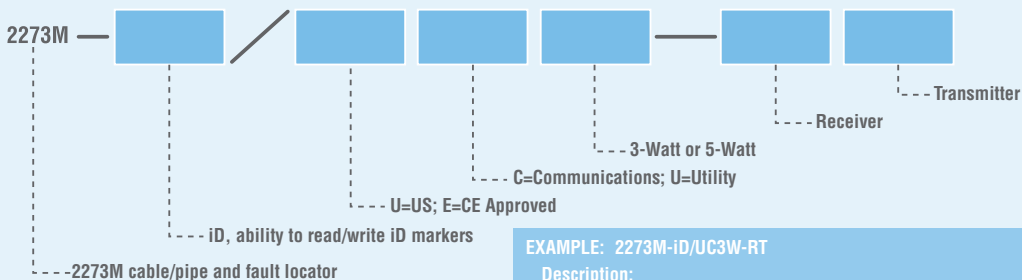 2273M
Transmitter
Receiver
3-Watt or 5-Watt
C=Communications; U=Utility
U=US; E=CE Approved
iD, ability to read/write iD markers
EXAMPLE: 2273M-iD/UC3W-RT
Description:
2273M cable/pipe and fault locator